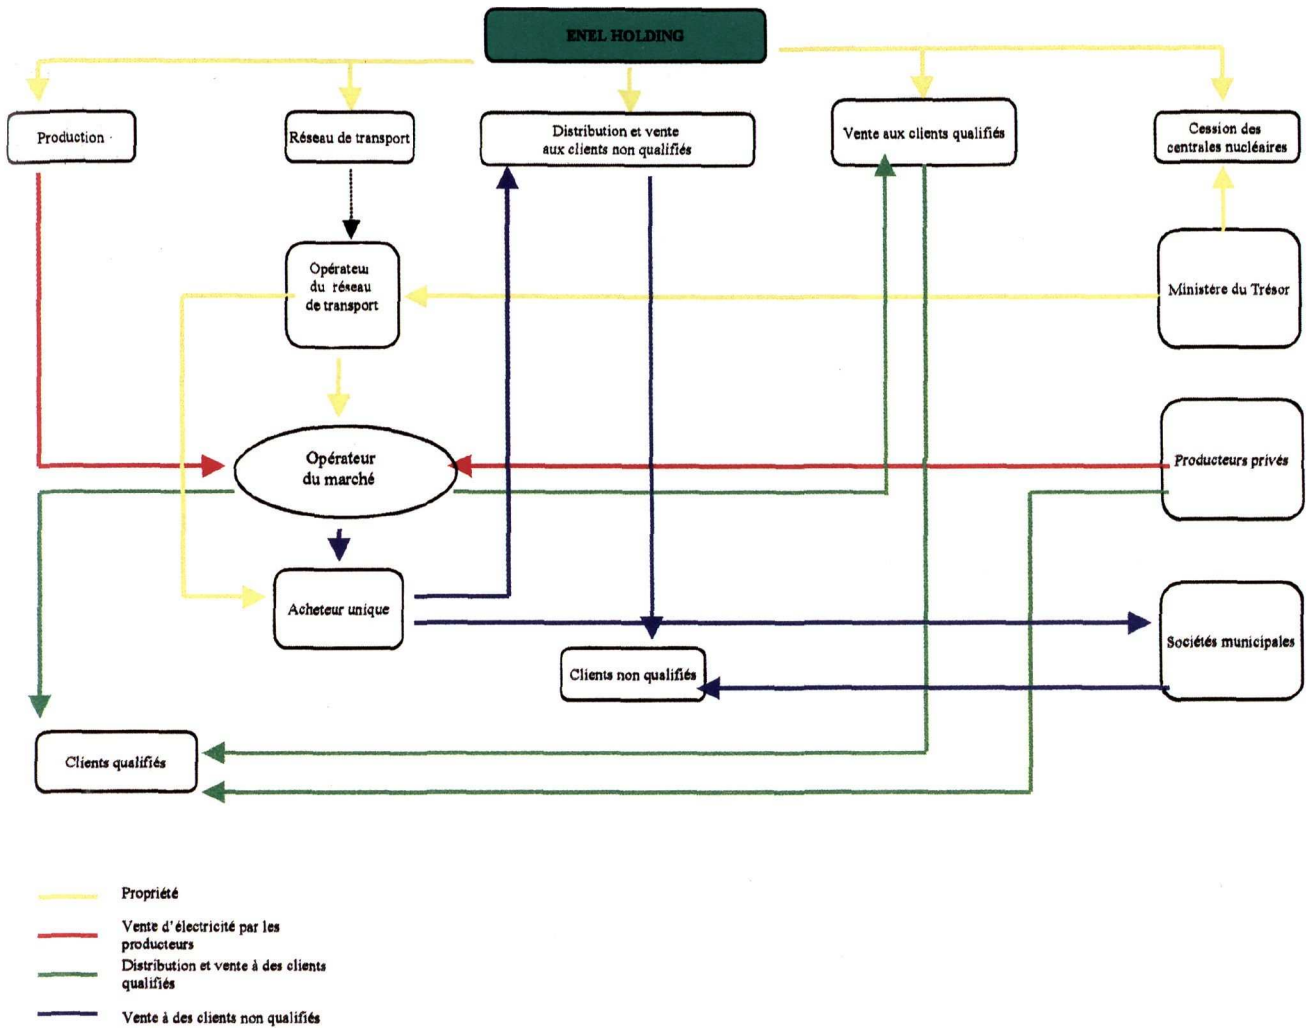 ENEL HOLDING
Production
Réseau de transport
Distribution et vente
aux clients non qualifiés
Vente aux clients qualifiés
Cession des
centrales nucléaires
Opérateur
du réseau
de transport
Ministère du Trésor
Opérateur
du marché
Producteurs privés
Acheteur unique
Sociétés municipales
Clients non qualifiés
Clients qualifiés
Propriété
Vente d'électricité par les
producteurs
Distribution et vente à des clients
qualifiés
Vente à des clients non qualifiés